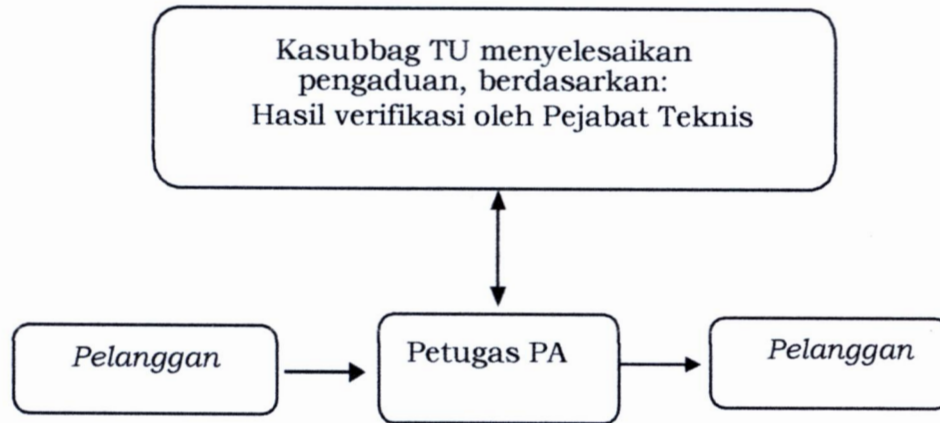 Kasubbag TU menyelesaikan
pengaduan, berdasarkan:
Hasil verifikasi oleh Pejabat Teknis
Pelanggan
Petugas PA
Pelanggan